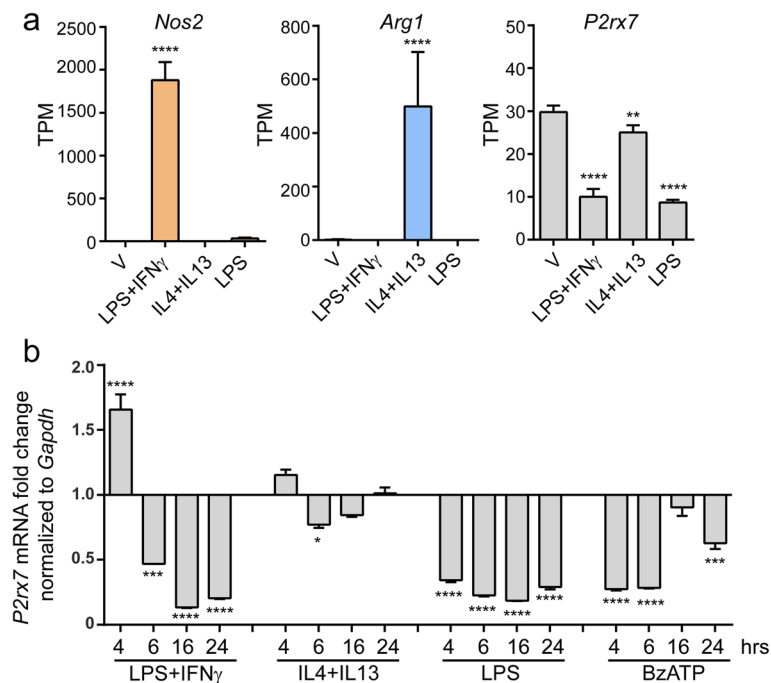 a
Nos2
Arg1
P2rx7
TPM
2500
2000
1500
1000
500
0
****
V
LPS+IFNγ
IL4+IL13
LPS
TPM
800
600
400
200
0
****
V
LPS+IFNγ
IL4+IL13
LPS
TPM
50
40
30
20
10
0
****
**
****
V
LPS+IFNγ
IL4+IL13
LPS
b
P2rx7 mRNA fold change
normalized to Gapdh
2.0
1.5
1.0
0.5
0
****
***
****
****
*
****
****
****
****
****
****
***
4 6 16 24 4 6 16 24 4 6 16 24 4 6 16 24 hrs
LPS+IFNγ IL4+IL13 LPS BzATP